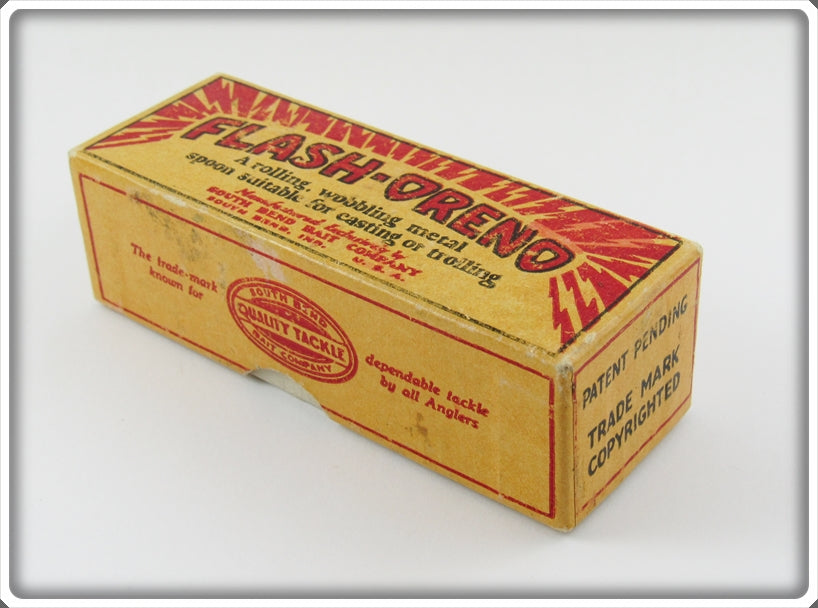 FLASH-ORENO
A rolling, wobbling metal
spoon suitable for casting or trolling
Manufactured Exclusively by
SOUTH BEND BAIT COMPANY
SOUTH BEND, IND. U. S. A.
The trade-mark
known for
SOUTH BEND
QUALITY TACKLE
BAIT COMPANY
dependable tackle
by all Anglers
PATENT PENDING
TRADE MARK
COPYRIGHTED